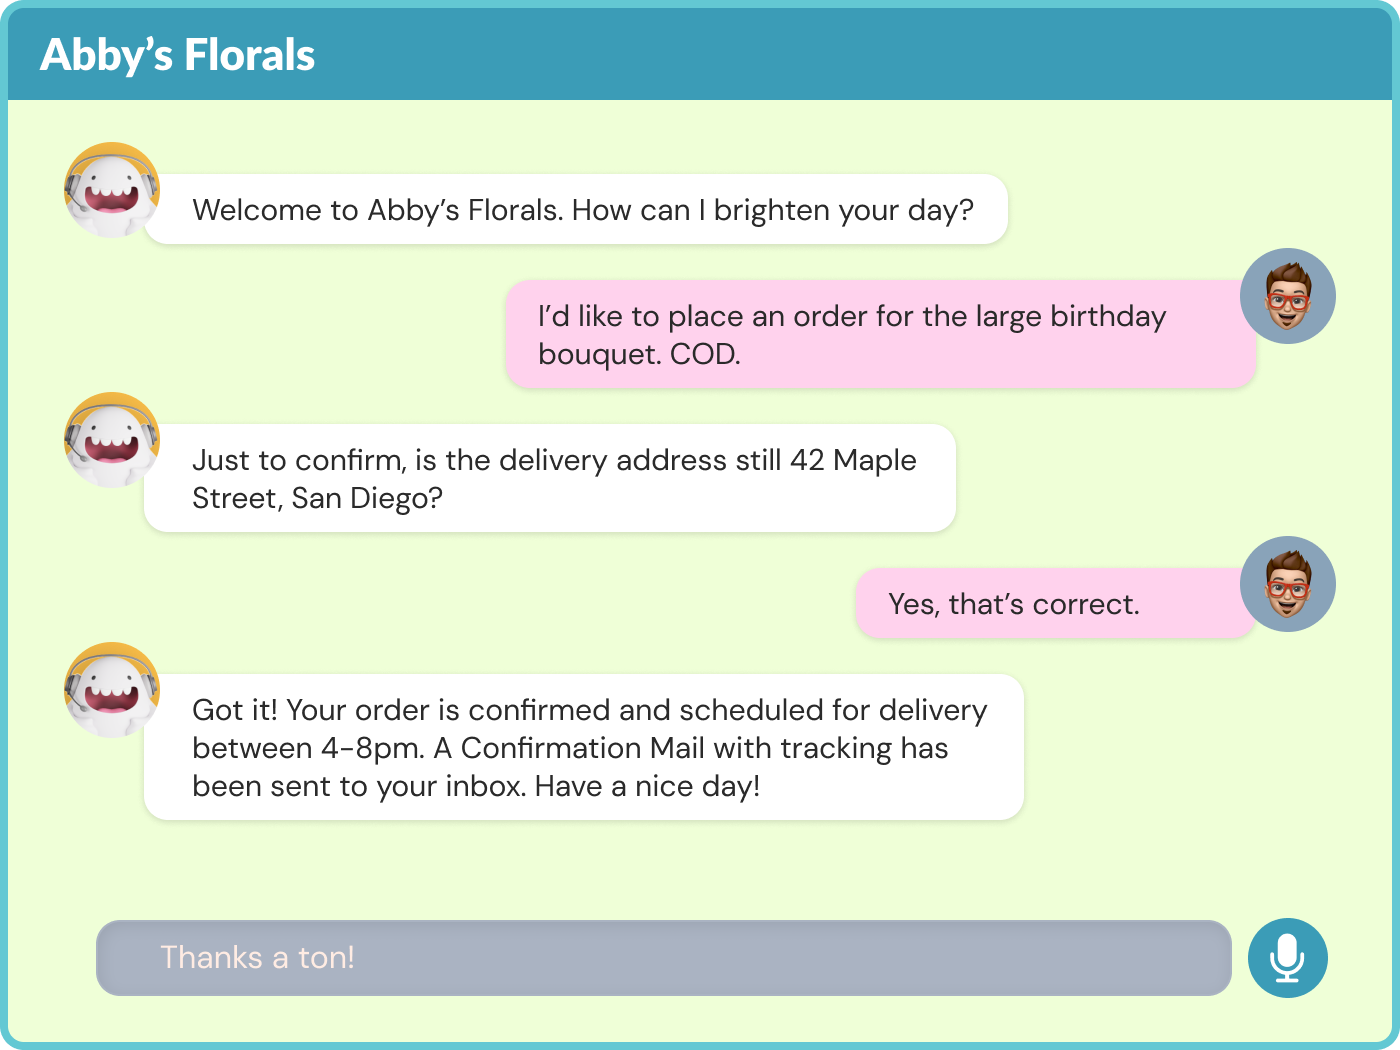 Abby’s Florals
Welcome to Abby’s Florals. How can I brighten your day?
I’d like to place an order for the large birthday
bouquet. COD.
Just to confirm, is the delivery address still 42 Maple
Street, San Diego?
Yes, that’s correct.
Got it! Your order is confirmed and scheduled for delivery
between 4-8pm. A Confirmation Mail with tracking has
been sent to your inbox. Have a nice day!
Thanks a ton!